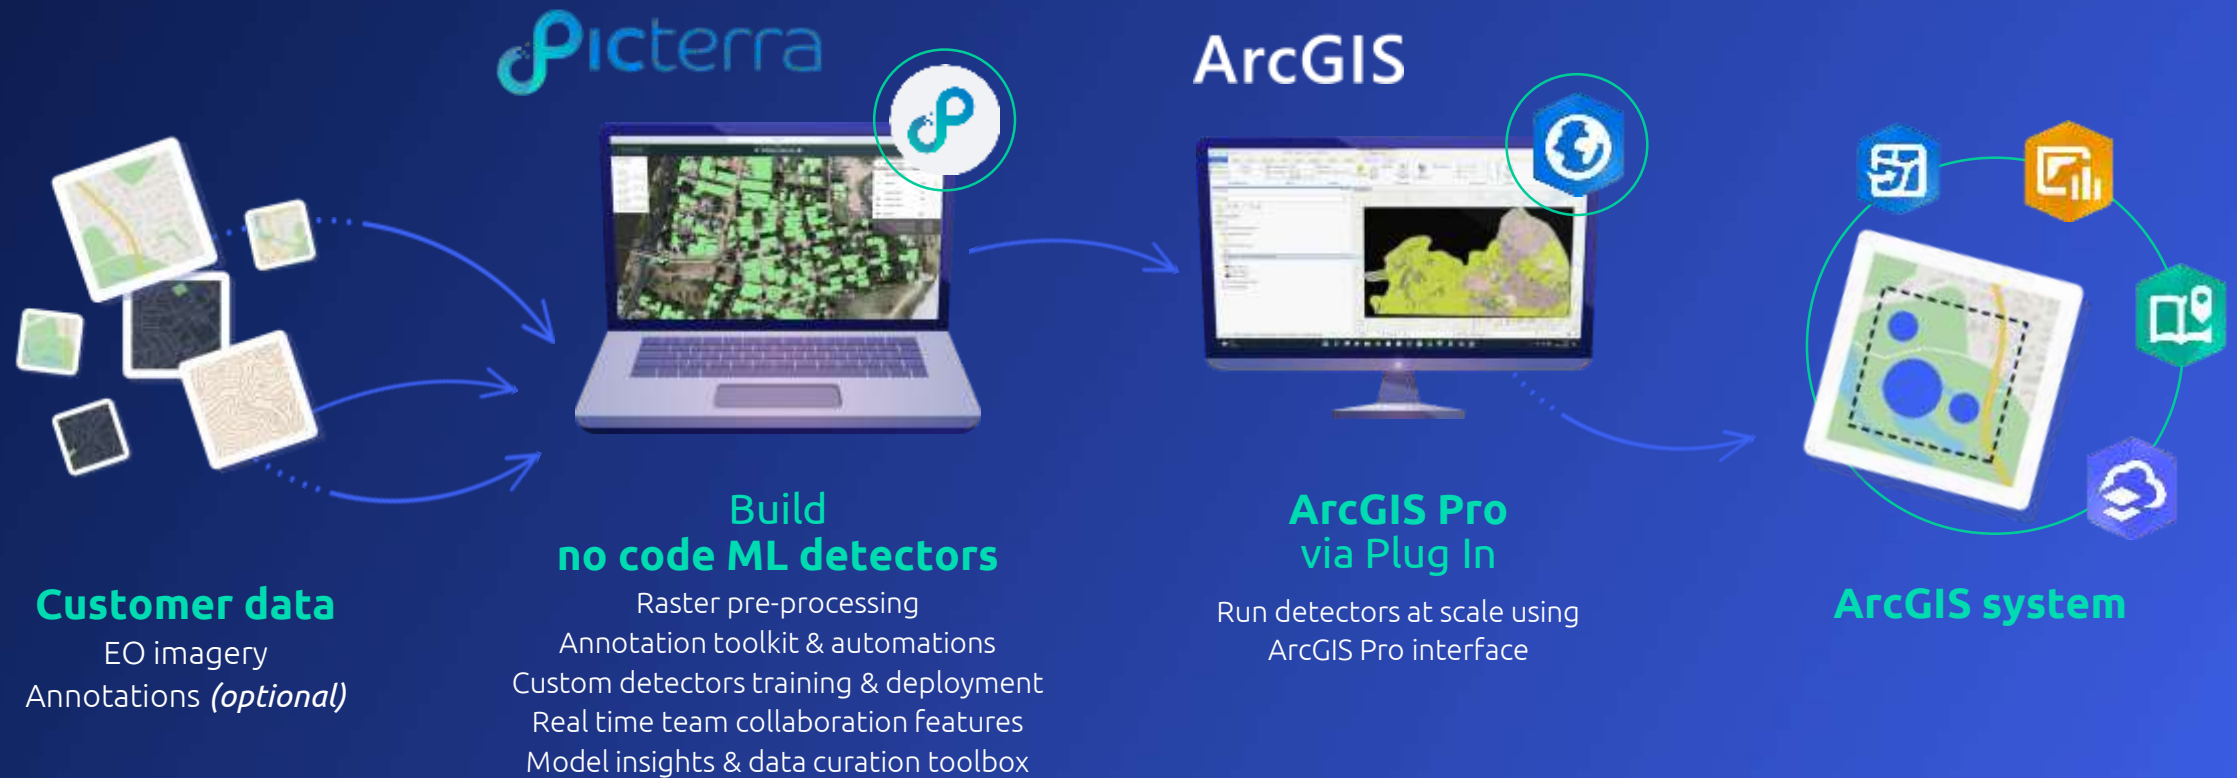 Picterra
ArcGIS
Customer data
EO imagery
Annotations (optional)
Build
no code ML detectors
Raster pre-processing
Annotation toolkit & automations
Custom detectors training & deployment
Real time team collaboration features
Model insights & data curation toolbox
ArcGIS Pro
via Plug In
Run detectors at scale using
ArcGIS Pro interface
ArcGIS system